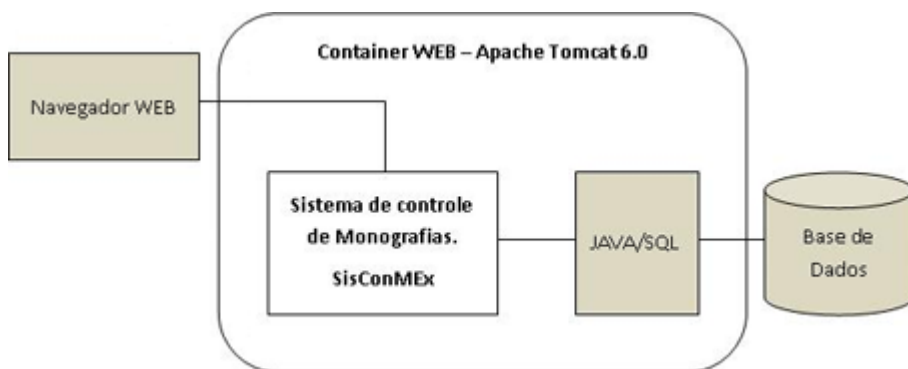 Container WEB – Apache Tomcat 6.0
Navegador WEB
Sistema de controle
de Monografias.
SisConMEx
JAVA/SQL
Base de
Dados